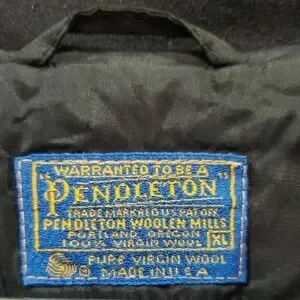 WARRANTED TO BE A
"PENDLETON"
TRADE MARK REG US PAT OFF
PENDLETON WOOLEN MILLS
PORTLAND OREGON
100% VIRGIN WOOL XL
PURE VIRGIN WOOL
MADE IN U.S.A